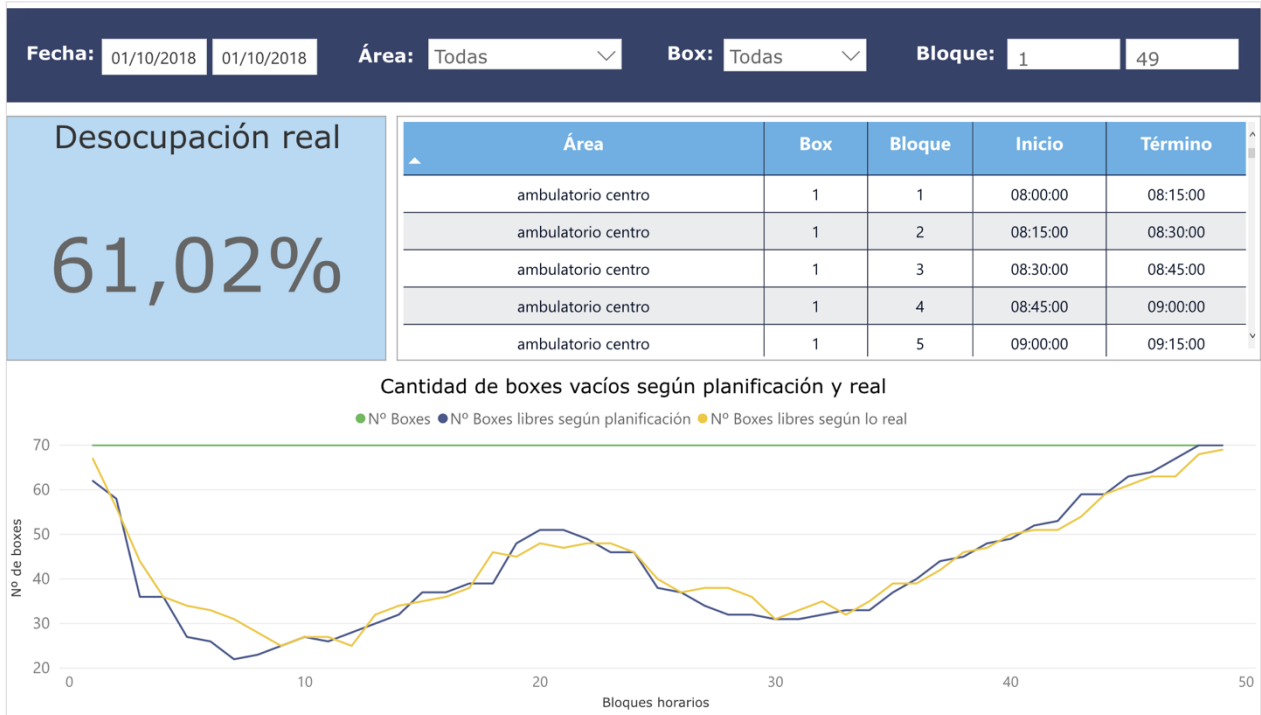 Fecha: 01/10/2018 01/10/2018 Área: Todas Box: Todas Bloque: 1 49
Desocupación real
61,02%
Área Box Bloque Inicio Término
ambulatorio centro 1 1 08:00:00 08:15:00
ambulatorio centro 1 2 08:15:00 08:30:00
ambulatorio centro 1 3 08:30:00 08:45:00
ambulatorio centro 1 4 08:45:00 09:00:00
ambulatorio centro 1 5 09:00:00 09:15:00
Cantidad de boxes vacíos según planificación y real
Nº Boxes Nº Boxes libres según planificación Nº Boxes libres según lo real
Nº de boxes
70
60
50
40
30
20
0 10 20 30 40 50
Bloques horarios